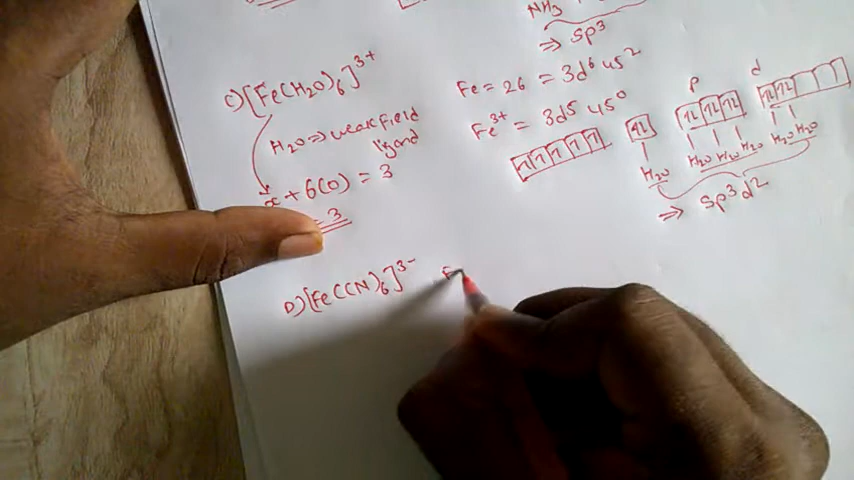 NH3
⇒ sp³
C) [Fe(H2O)6]³⁺
H2O ⇒ weak field
ligand
x + 6(0) = 3
= 3
Fe = 26 = 3d⁶ 4s²
Fe³⁺ = 3d⁵ 4s⁰
p
d
H2O
H2O H2O H2O
H2O H2O
⇒ sp³d²
D) [Fe(CN)6]³⁻
F